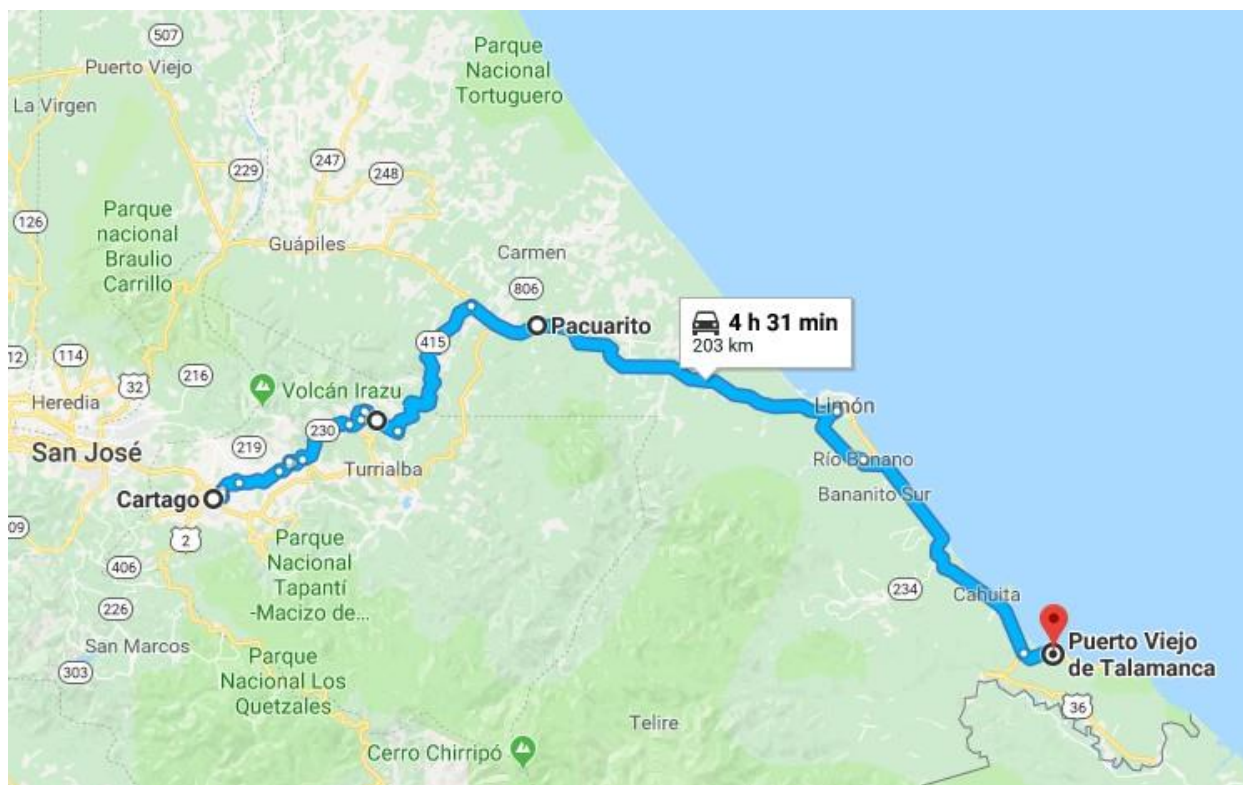 507
Puerto Viejo
La Virgen
Parque
Nacional
Tortuguero
247
229
248
126
Parque
nacional
Braulio
Carrillo
Guápiles
Carmen
806
Pacuarito
4 h 31 min
203 km
415
12
114
32
216
Volcán Irazu
Heredia
Limón
230
219
San José
Turrialba
Río Banano
Bananito Sur
Cartago
09
2
406
Parque
Nacional
Tapantí
-Macizo de...
234
Cahuita
226
San Marcos
303
Parque
Nacional Los
Quetzales
Puerto Viejo
de Talamanca
36
Telire
Cerro Chirripó